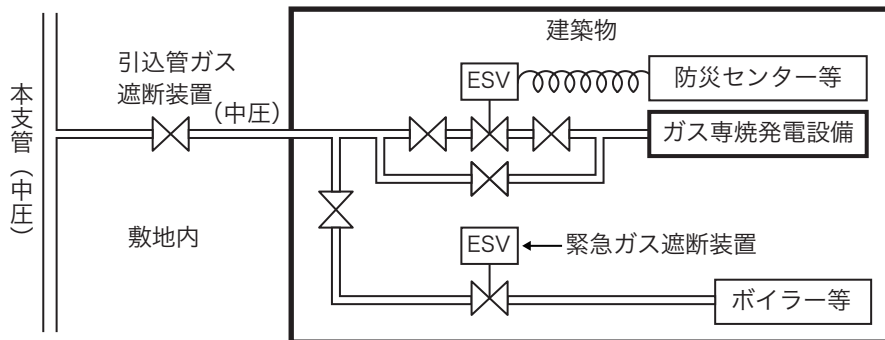 建築物
引込管ガス
遮断装置
(中圧)
ESV
防災センター等
本支管(中圧)
ガス専焼発電設備
敷地内
ESV
緊急ガス遮断装置
ボイラー等